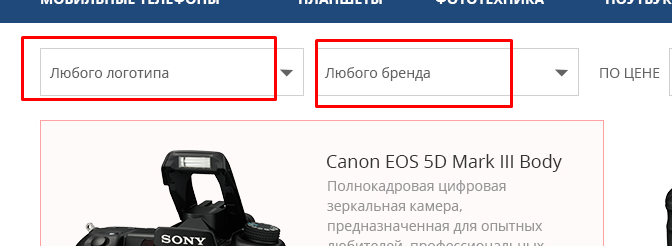 МОБИЛЬНЫЕ ТЕЛЕФОНЫ ПЛАНШЕТЫ ФОТОТЕХНИКА НОУТБУК
Любого логотипа Любого бренда ПО ЦЕНЕ
Canon EOS 5D Mark III Body
Полнокадровая цифровая
зеркальная камера,
предназначенная для опытных
любителей, профессиональных
SONY